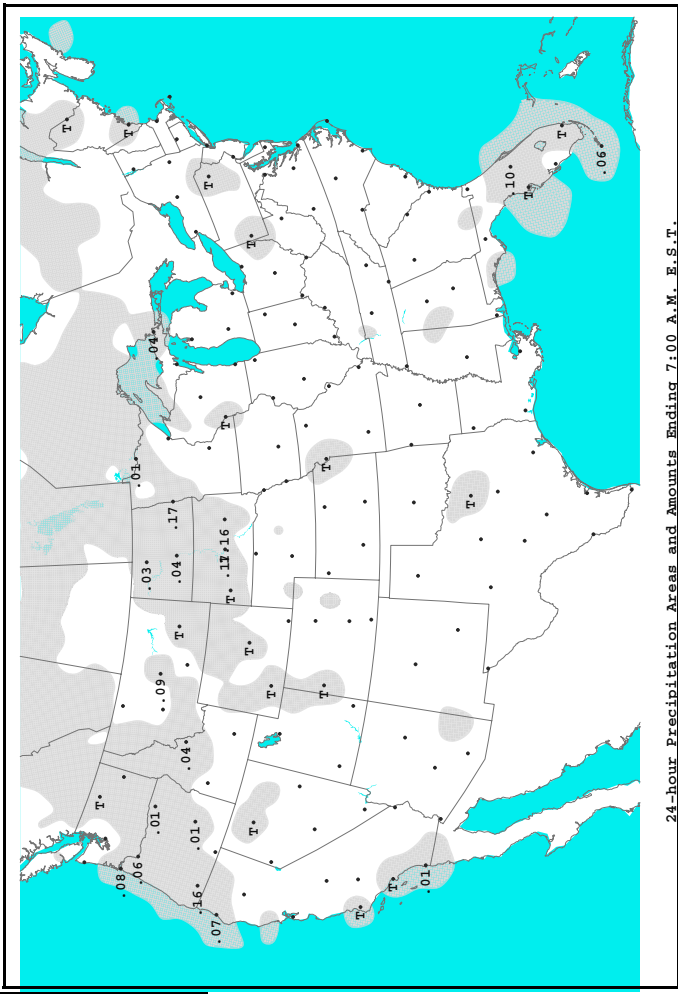 T
T
.08
T
.01
.06
.03
.04
.01
.09
.17
.04
T
.04
.01
.16
T
.07
.16
T
T
T
T
T
T
T
T
T
T
.01
T
.10
T
T
.06
24-hour Precipitation Areas and Amounts Ending 7:00 A.M. E.S.T.